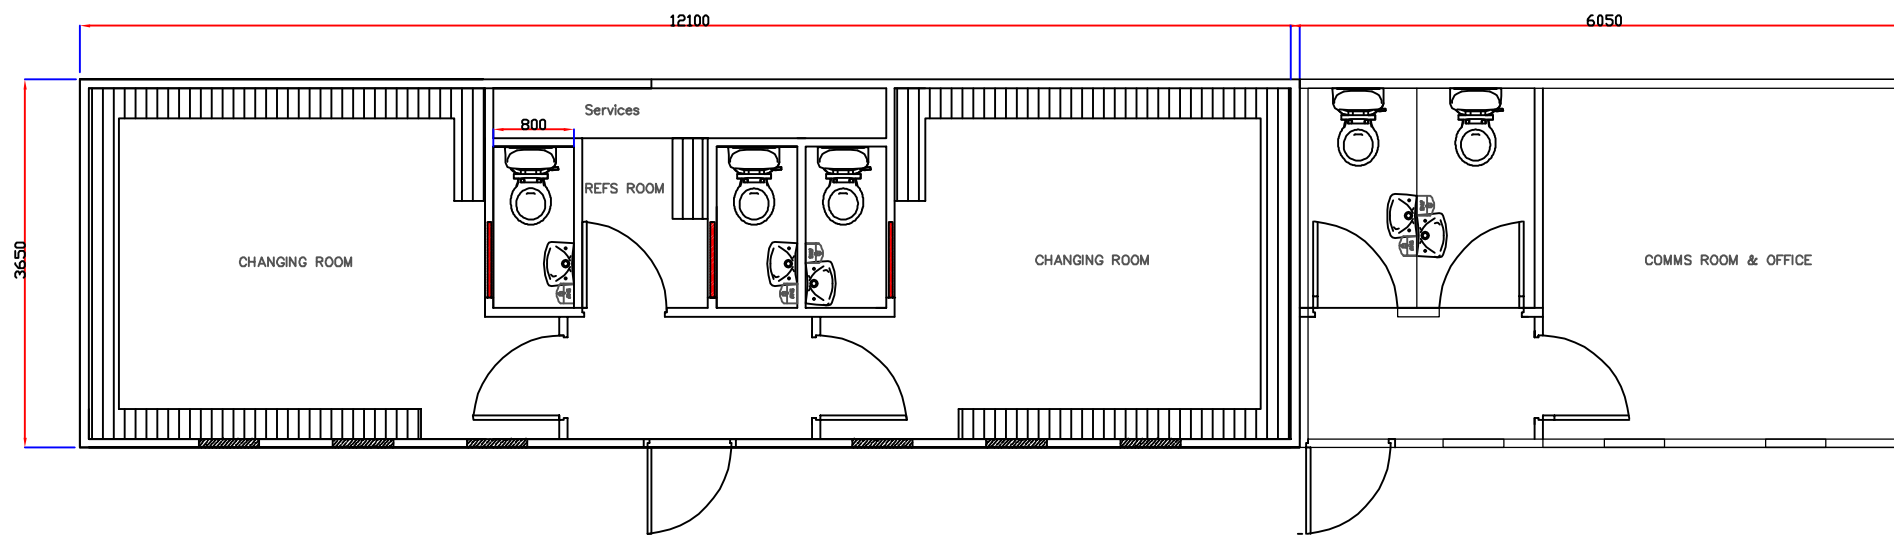 12100
6050
Services
800
REFS ROOM
3650
CHANGING ROOM
CHANGING ROOM
COMMS ROOM & OFFICE